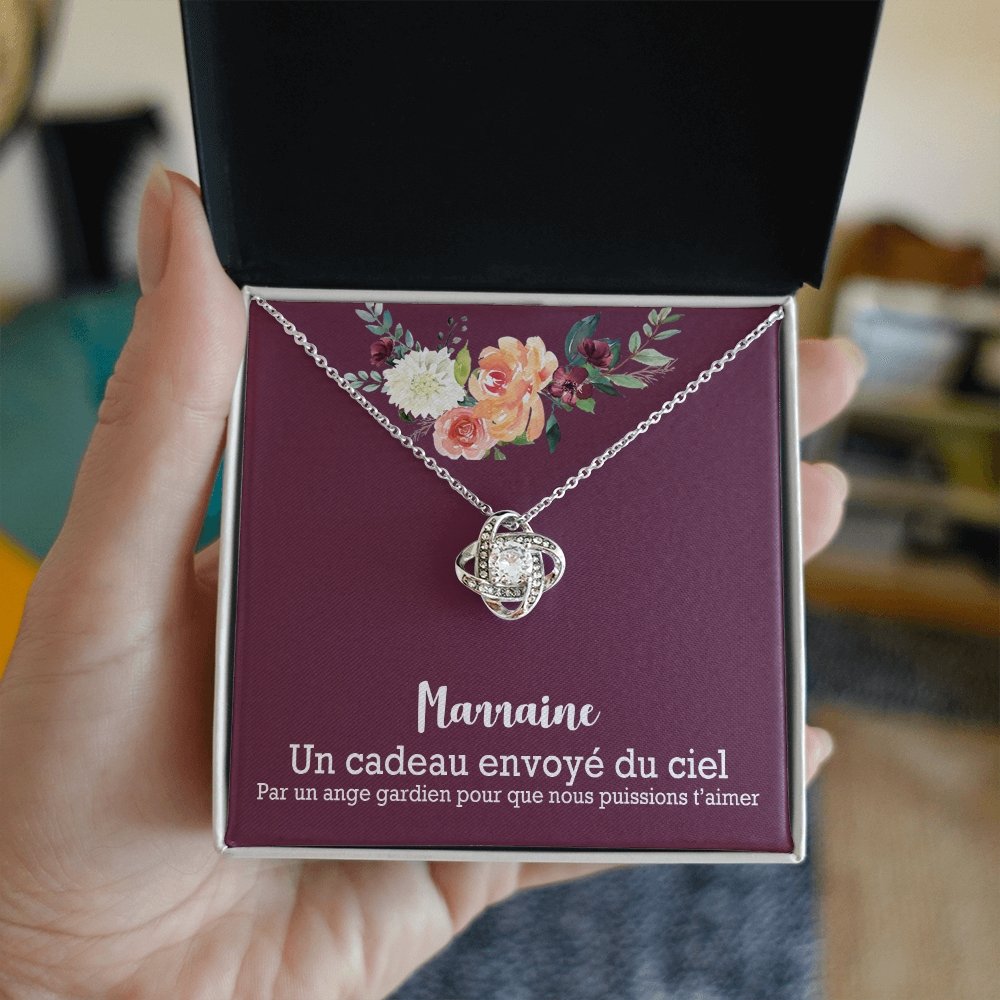 Marraine
Un cadeau envoyé du ciel
Par un ange gardien pour que nous puissions t’aimer